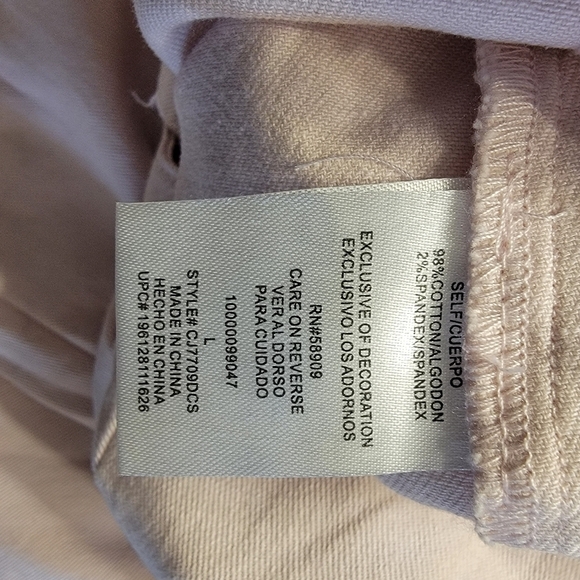 SELF/CUERPO
98%COTTON/ALGODON
2%SPANDEX/SPANDEX
EXCLUSIVE OF DECORATION
EXCLUSIVO LOS ADORNOS
RN#58909
CARE ON REVERSE
VER AL DORSO
PARA CUIDADO
10000099047
L
STYLE# CJ7709DCS
MADE IN CHINA
HECHO EN CHINA
UPC# 196128111626